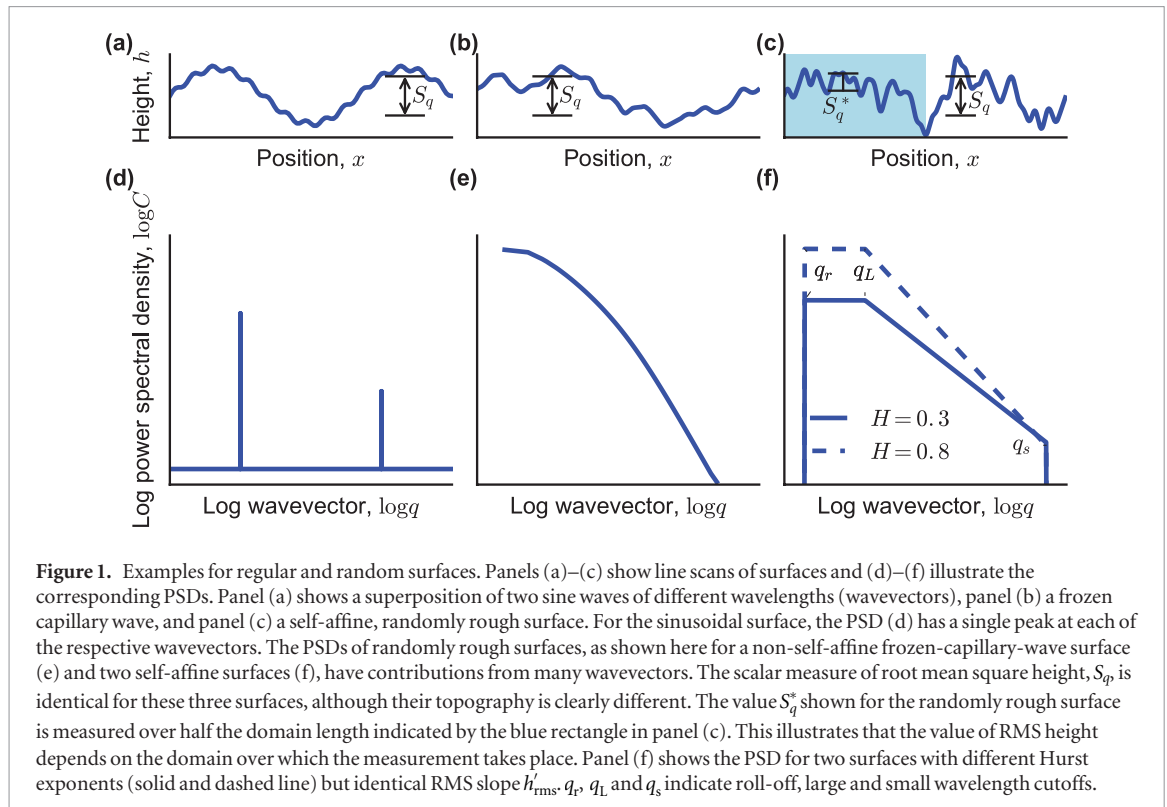 (a)
(b)
(c)
Height, h
S_q
S_q
S_q^*
S_q
Position, x
Position, x
Position, x
(d)
(e)
(f)
Log power spectral density, logC
q_r
q_L
H = 0.3
H = 0.8
q_s
Log wavevector, logq
Log wavevector, logq
Log wavevector, logq
Figure 1. Examples for regular and random surfaces. Panels (a)–(c) show line scans of surfaces and (d)–(f) illustrate the
corresponding PSDs. Panel (a) shows a superposition of two sine waves of different wavelengths (wavevectors), panel (b) a frozen
capillary wave, and panel (c) a self-affine, randomly rough surface. For the sinusoidal surface, the PSD (d) has a single peak at each of
the respective wavevectors. The PSDs of randomly rough surfaces, as shown here for a non-self-affine frozen-capillary-wave surface
(e) and two self-affine surfaces (f), have contributions from many wavevectors. The scalar measure of root mean square height, S_q, is
identical for these three surfaces, although their topography is clearly different. The value S_q^* shown for the randomly rough surface
is measured over half the domain length indicated by the blue rectangle in panel (c). This illustrates that the value of RMS height
depends on the domain over which the measurement takes place. Panel (f) shows the PSD for two surfaces with different Hurst
exponents (solid and dashed line) but identical RMS slope h′_rms. q_r, q_L and q_s indicate roll-off, large and small wavelength cutoffs.